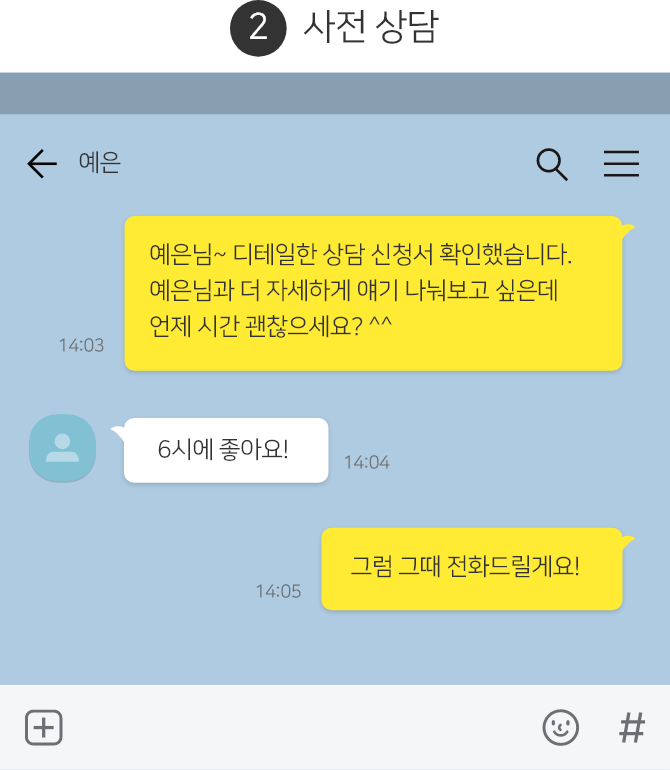 2 사전 상담
예은
예은님~ 디테일한 상담 신청서 확인했습니다.
예은님과 더 자세하게 얘기 나눠보고 싶은데
언제 시간 괜찮으세요? ^^
14:03
6시에 좋아요!
14:04
그럼 그때 전화드릴게요!
14:05
#